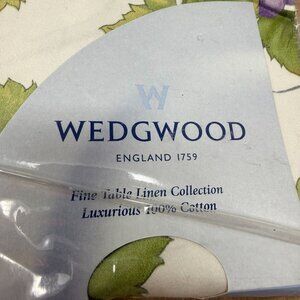 W
WEDGWOOD
ENGLAND 1759
Fine Table Linen Collection
Luxurious 100% Cotton